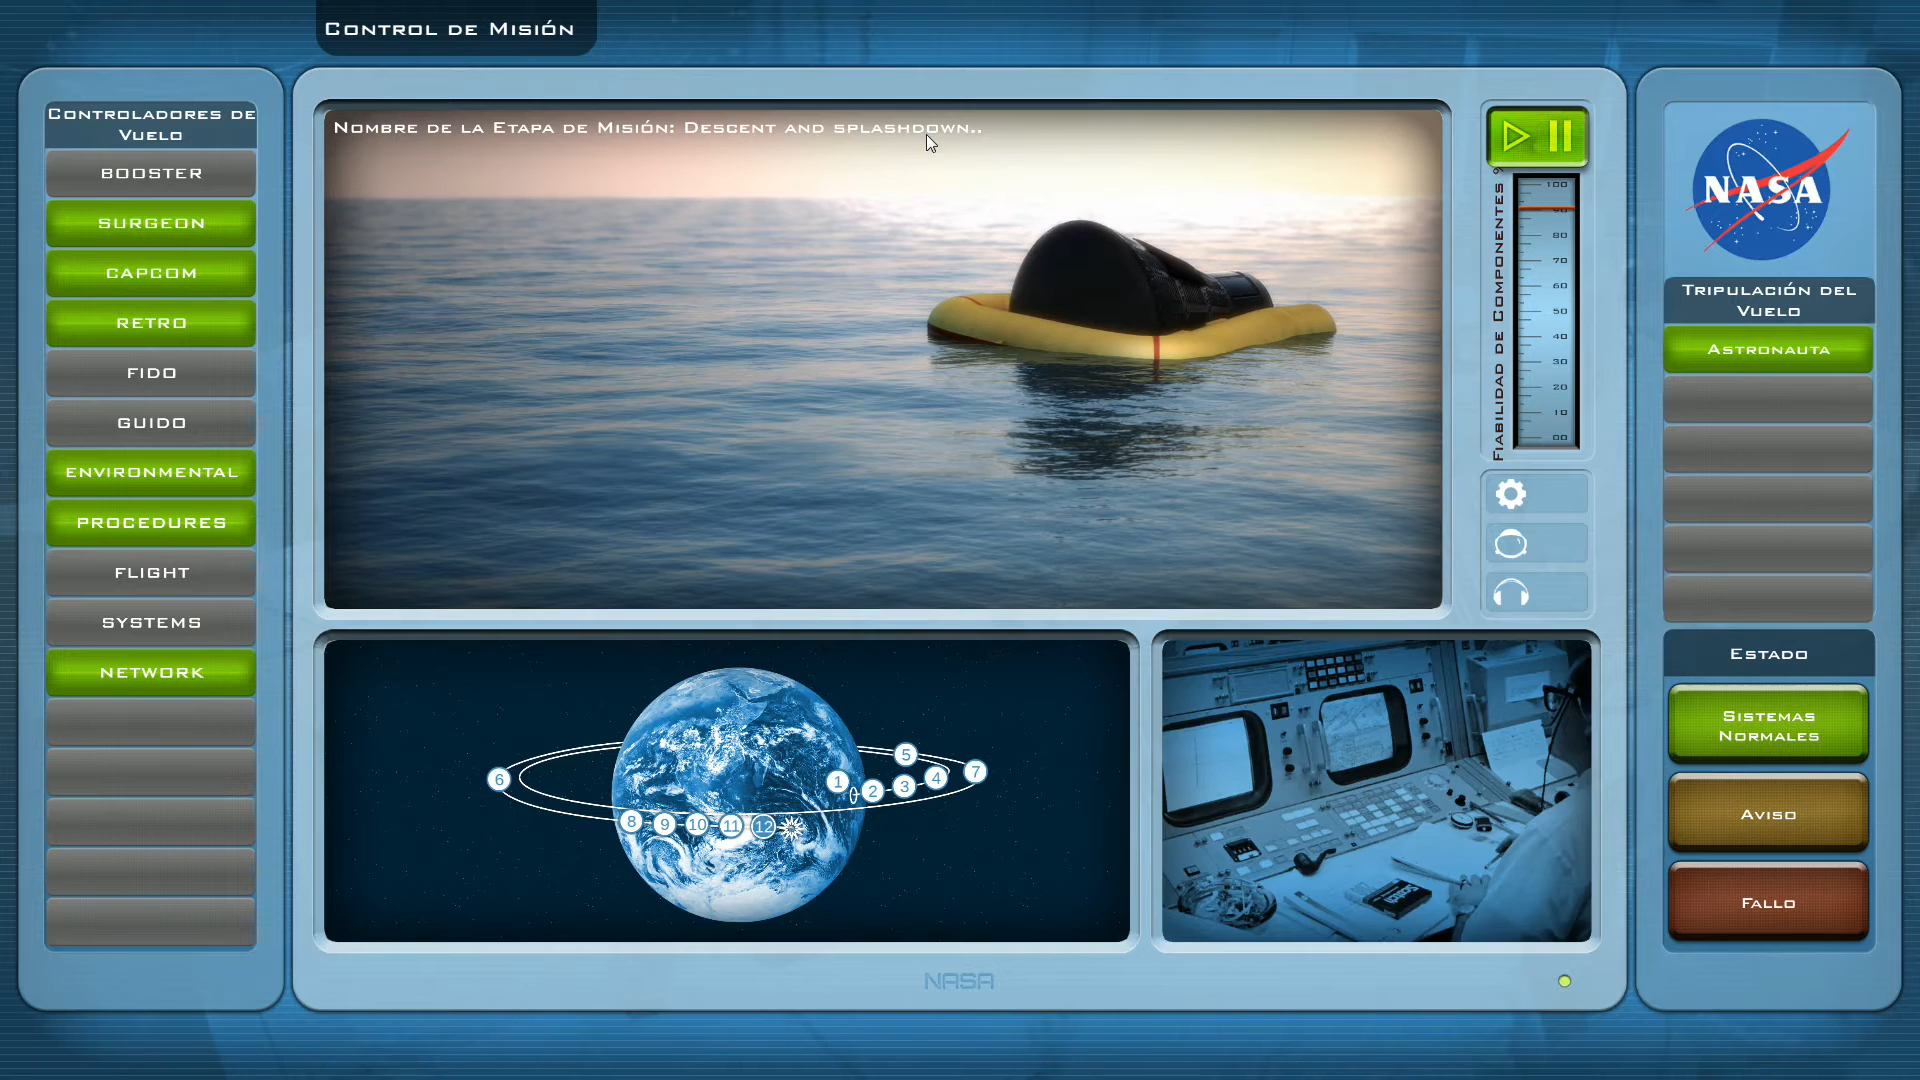 Control de Misión
Controladores de
Vuelo
BOOSTER
SURGEON
CAPCOM
RETRO
FIDO
GUIDO
ENVIRONMENTAL
PROCEDURES
FLIGHT
SYSTEMS
NETWORK
Nombre de la Etapa de Misión: Descent and splashdown..
Fiabilidad de Componentes %
100
90
80
70
60
50
40
30
20
10
00
6
5
7
1
2
3
4
8
9
10
11
12
Scotch
NASA
NASA
Tripulación del
Vuelo
Astronauta
Estado
Sistemas
Normales
Aviso
Fallo